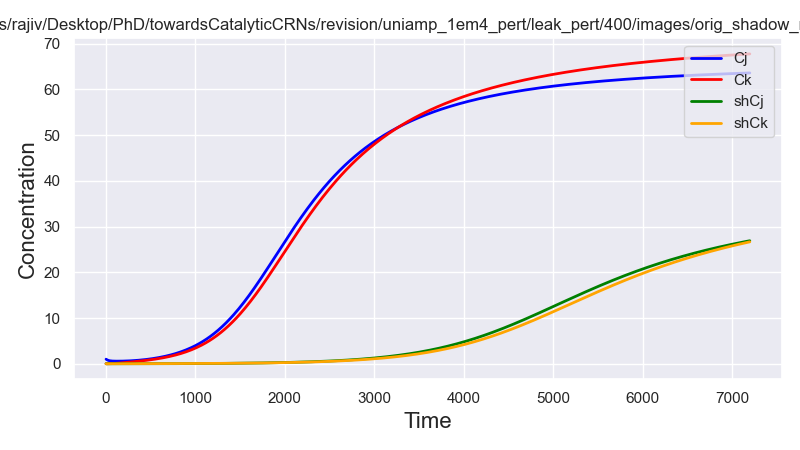 s/rajiv/Desktop/PhD/towardsCatalyticCRNs/revision/uniamp_1em4_pert/leak_pert/400/images/orig_shadow_
70
60
50
40
30
20
10
0
Concentration
Cj
Ck
shCj
shCk
0 1000 2000 3000 4000 5000 6000 7000
Time